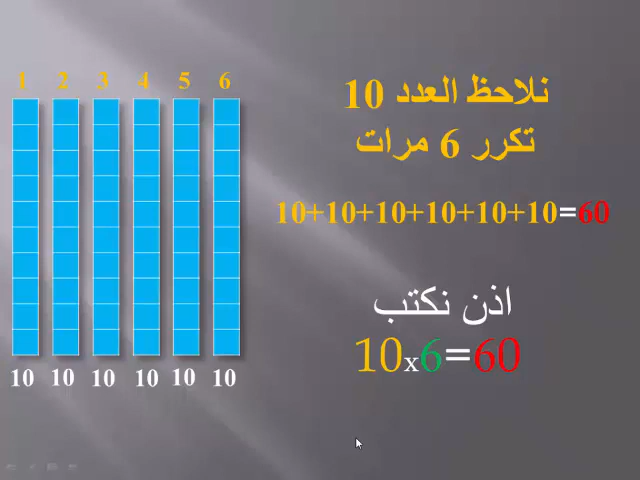 1 2 3 4 5 6
نلاحظ العدد 10
تكرر 6 مرات
10+10+10+10+10+10=60
اذن نكتب
10x6=60
10 10 10 10 10 10